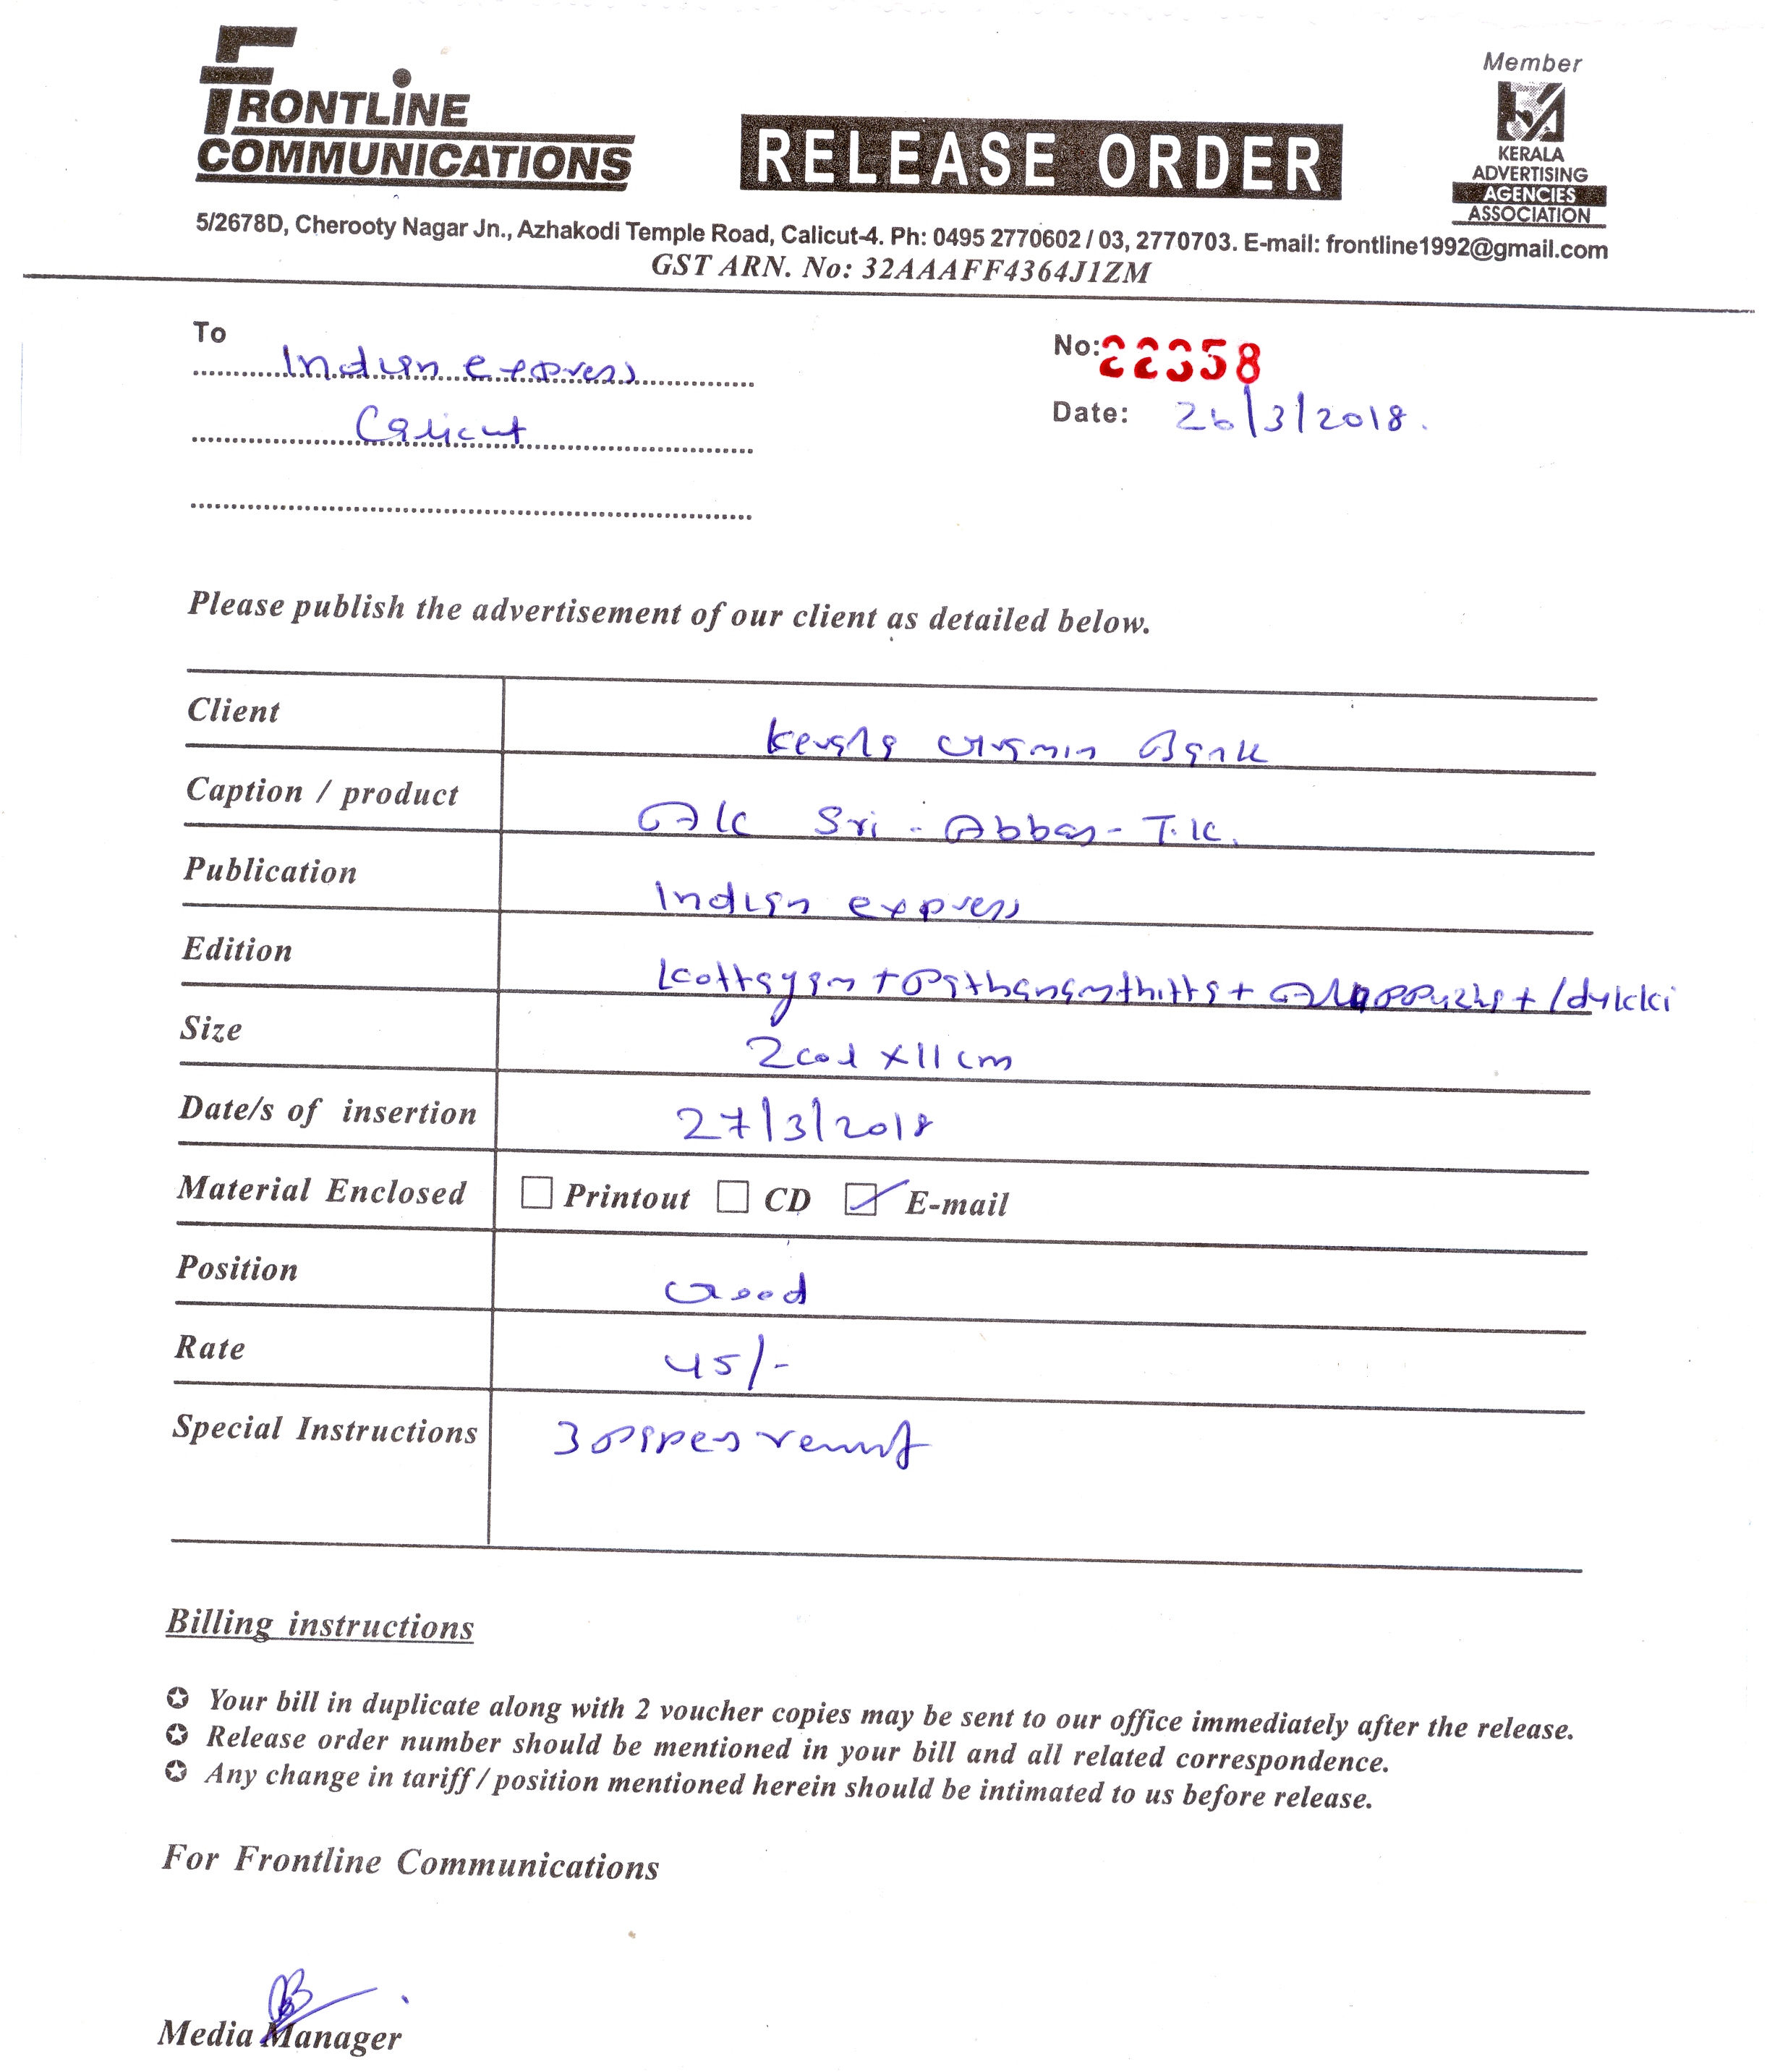 FRONTLINE
COMMUNICATIONS
RELEASE ORDER
Member
KERALA
ADVERTISING
AGENCIES
ASSOCIATION
5/2678D, Cherooty Nagar Jn., Azhakodi Temple Road, Calicut-4. Ph: 0495 2770602 / 03, 2770703. E-mail: frontline1992@gmail.com
GST ARN. No: 32AAAFF4364J1ZM
To
Indian express
Calicut
No: 22358
Date: 26/3/2018.
Please publish the advertisement of our client as detailed below.
Client Kerala Gramin Bank
Caption / product A/c Sri - Abbas - T.K.
Publication Indian express
Edition Kottayam + Pathanamthitta + Alappuzha + Idukki
Size 2col x 11cm
Date/s of insertion 27/3/2018
Material Enclosed Printout CD E-mail
Position Good
Rate 45/-
Special Instructions 3 papers
Billing instructions
✪ Your bill in duplicate along with 2 voucher copies may be sent to our office immediately after the release.
✪ Release order number should be mentioned in your bill and all related correspondence.
✪ Any change in tariff / position mentioned herein should be intimated to us before release.
For Frontline Communications
Media Manager